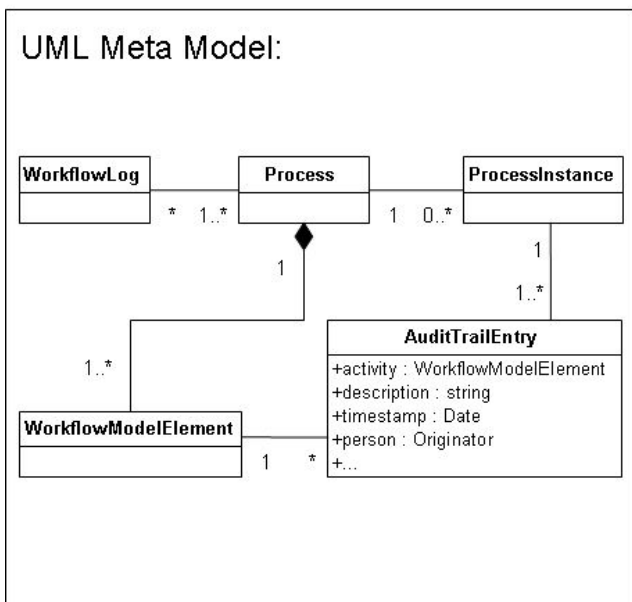 UML Meta Model:
WorkflowLog
Process
ProcessInstance
* 1..*
1 0..*
1
1
1..*
AuditTrailEntry
1..*
+activity : WorkflowModelElement
+description : string
+timestamp : Date
+person : Originator
+...
WorkflowModelElement
1 *